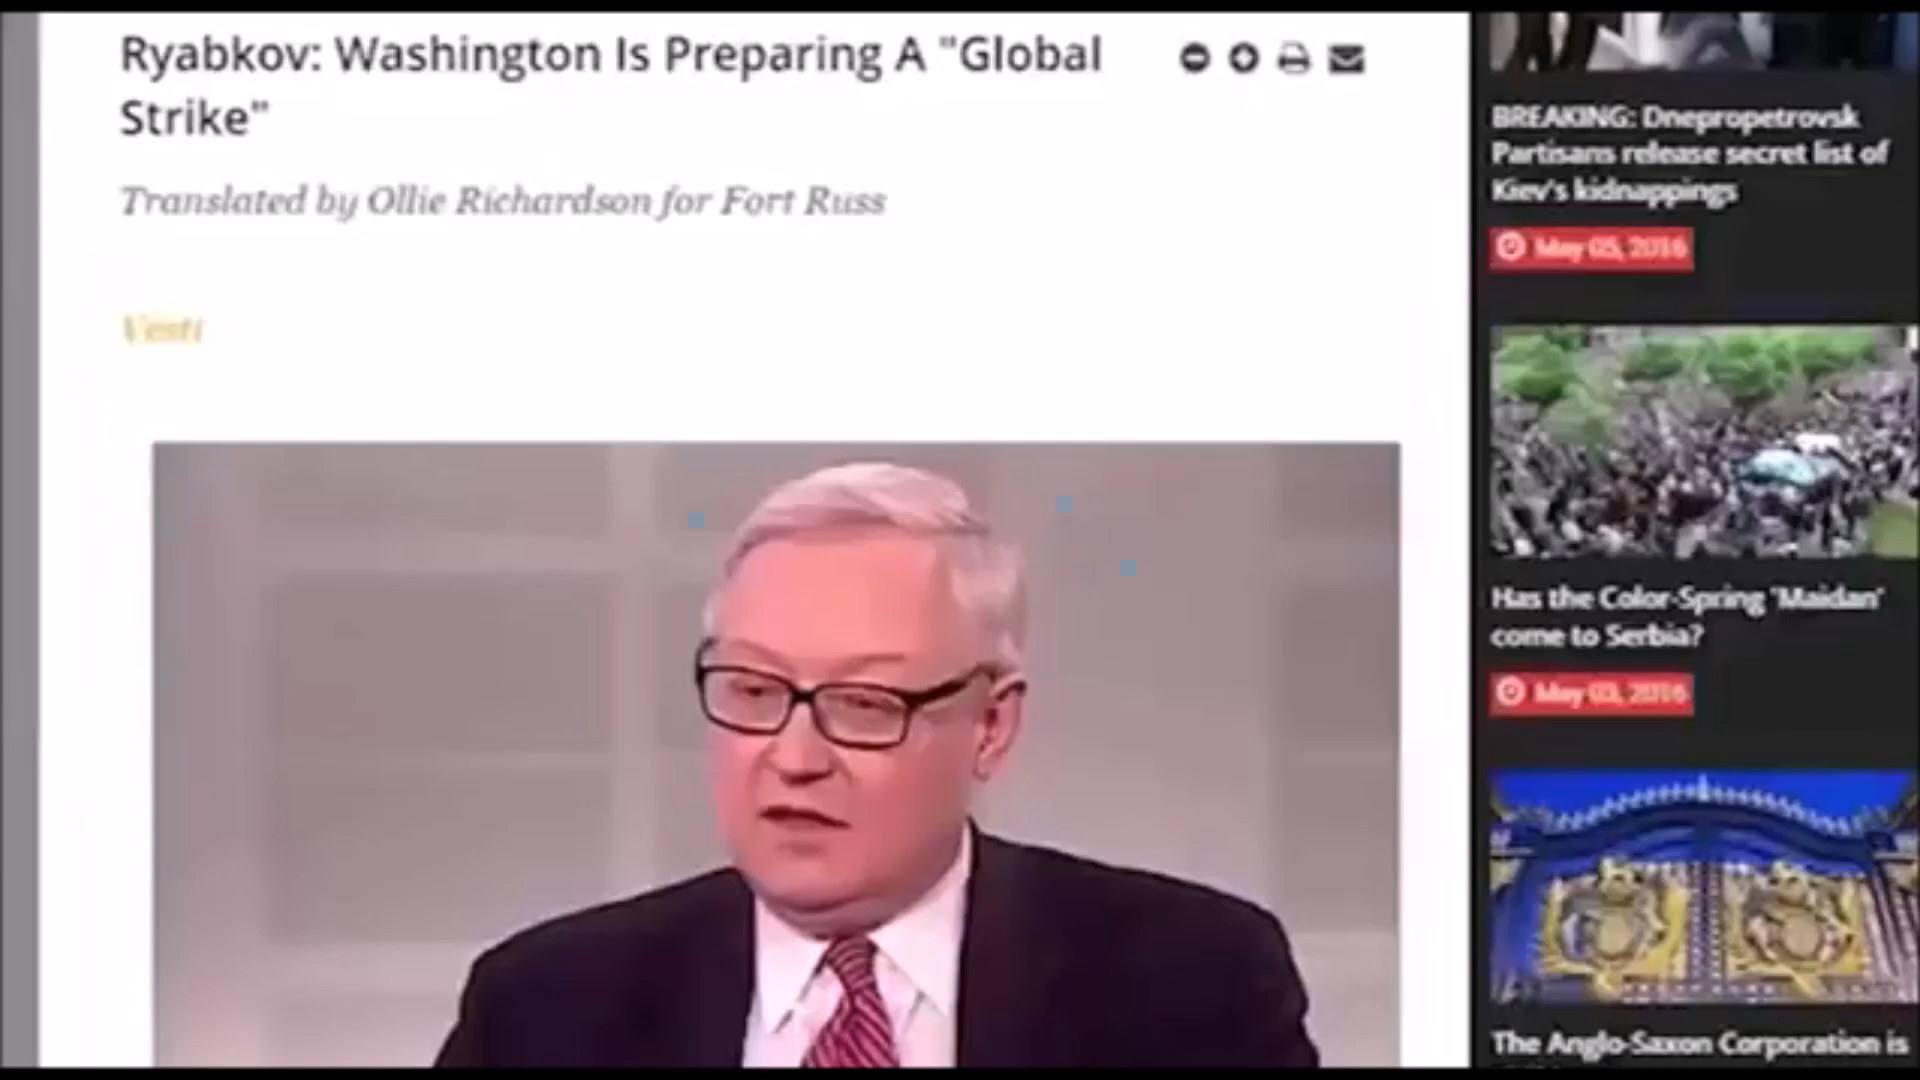 Ryabkov: Washington Is Preparing A "Global
Strike"
Translated by Ollie Richardson for Fort Russ
Vesti
BREAKING: Dnepropetrovsk
Partisans release secret list of
Kiev's kidnappings
May 05, 2016
Has the Color-Spring 'Maidan'
come to Serbia?
May 03, 2016
The Anglo-Saxon Corporation is